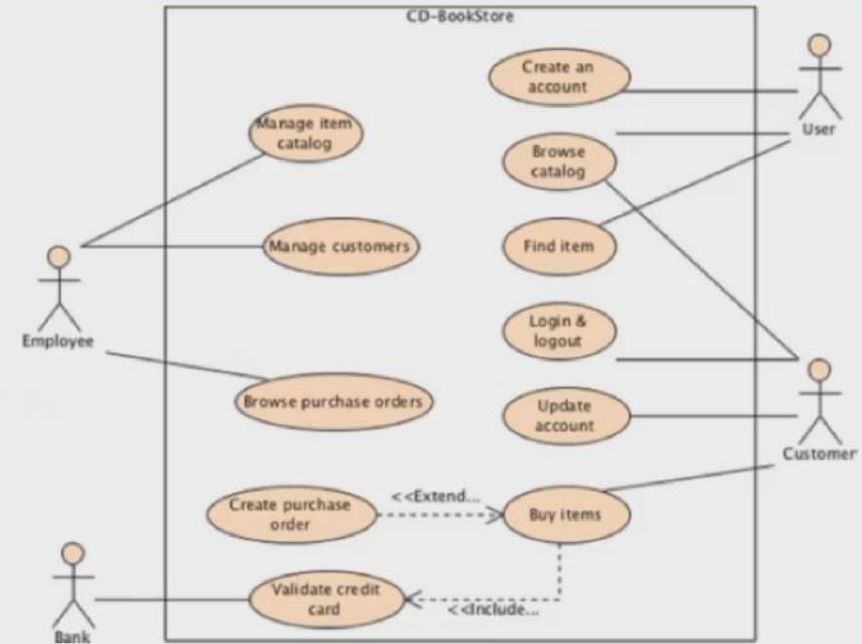 CD-BookStore
Create an
account
User
Manage item
catalog
Browse
catalog
Manage customers
Find item
Employee
Login &
logout
Browse purchase orders
Update
account
Customer
Create purchase
order
<<Extend...
Buy items
Validate credit
card
<<Include...
Bank